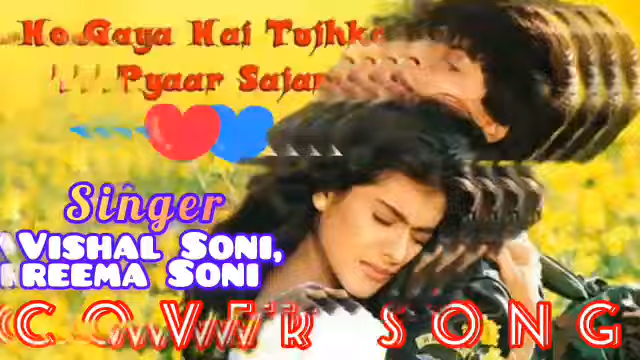 Ho Gaya Hai Tujhko
Pyaar Sajan
Singer
Vishal Soni,
Reema Soni
COVER SONG